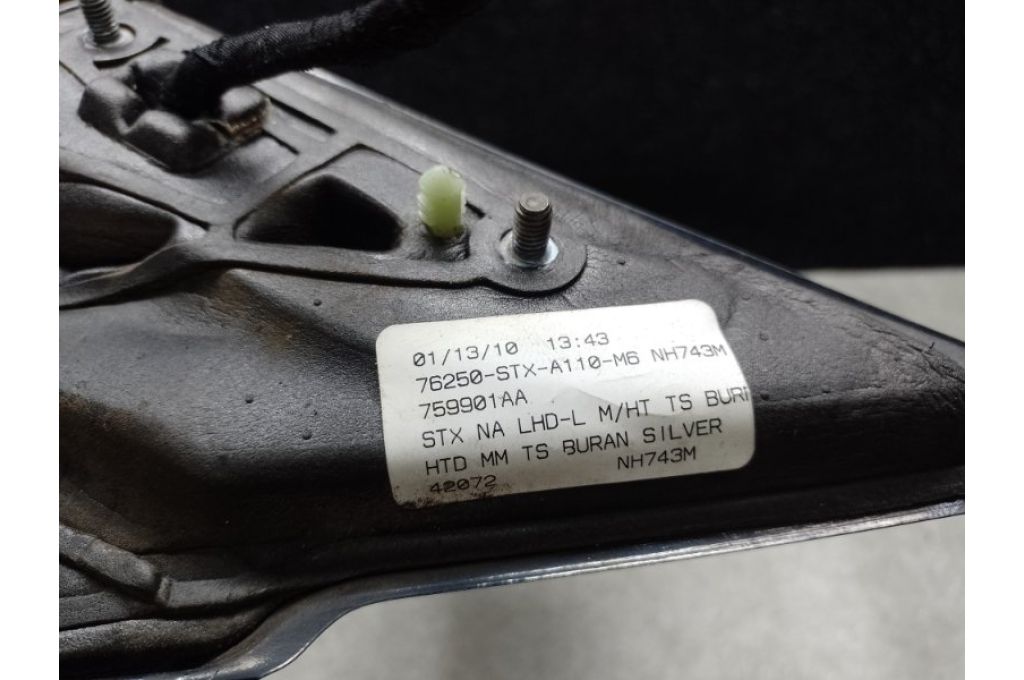 01/13/10 13:43
76250-STX-A110-M6 NH743M
759901AA
STX NA LHD-L M/HT TS BURI
HTD MM TS BURAN SILVER
42072 NH743M